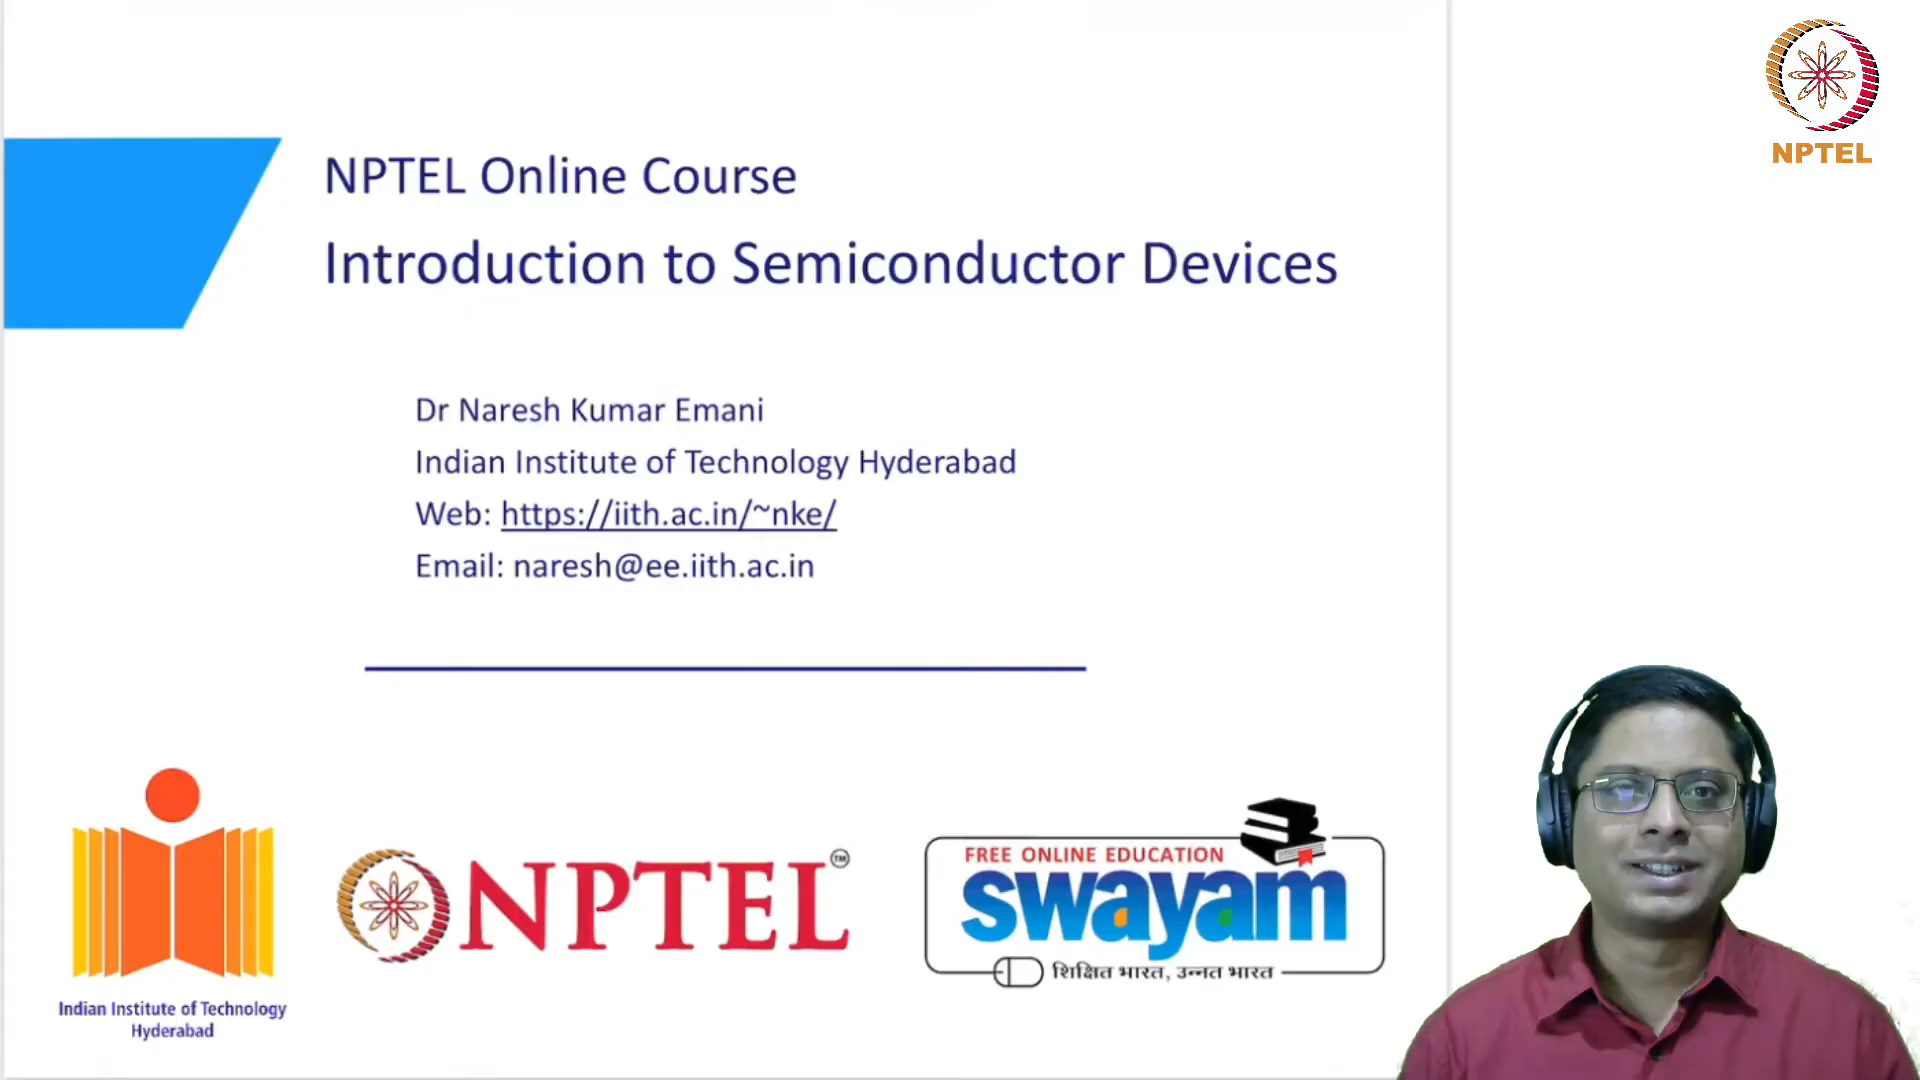 NPTEL
NPTEL Online Course
Introduction to Semiconductor Devices
Dr Naresh Kumar Emani
Indian Institute of Technology Hyderabad
Web: https://iith.ac.in/~nke/
Email: naresh@ee.iith.ac.in
Indian Institute of Technology
Hyderabad
NPTEL™
FREE ONLINE EDUCATION
swayam
शिक्षित भारत, उन्नत भारत